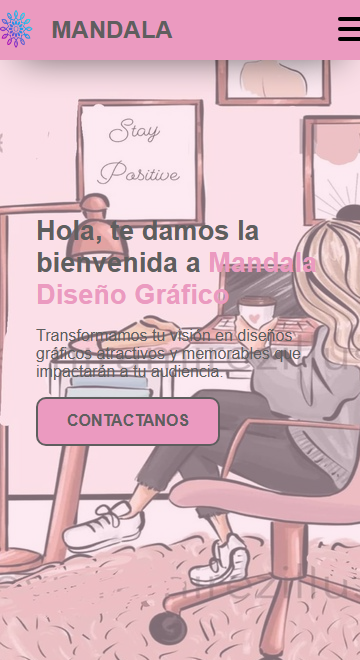 MANDALA
Stay
Positive
Hola, te damos la
bienvenida a Mandala
Diseño Gráfico
Transformamos tu visión en diseños
gráficos atractivos y memorables que
impactarán a tu audiencia.
CONTACTANOS